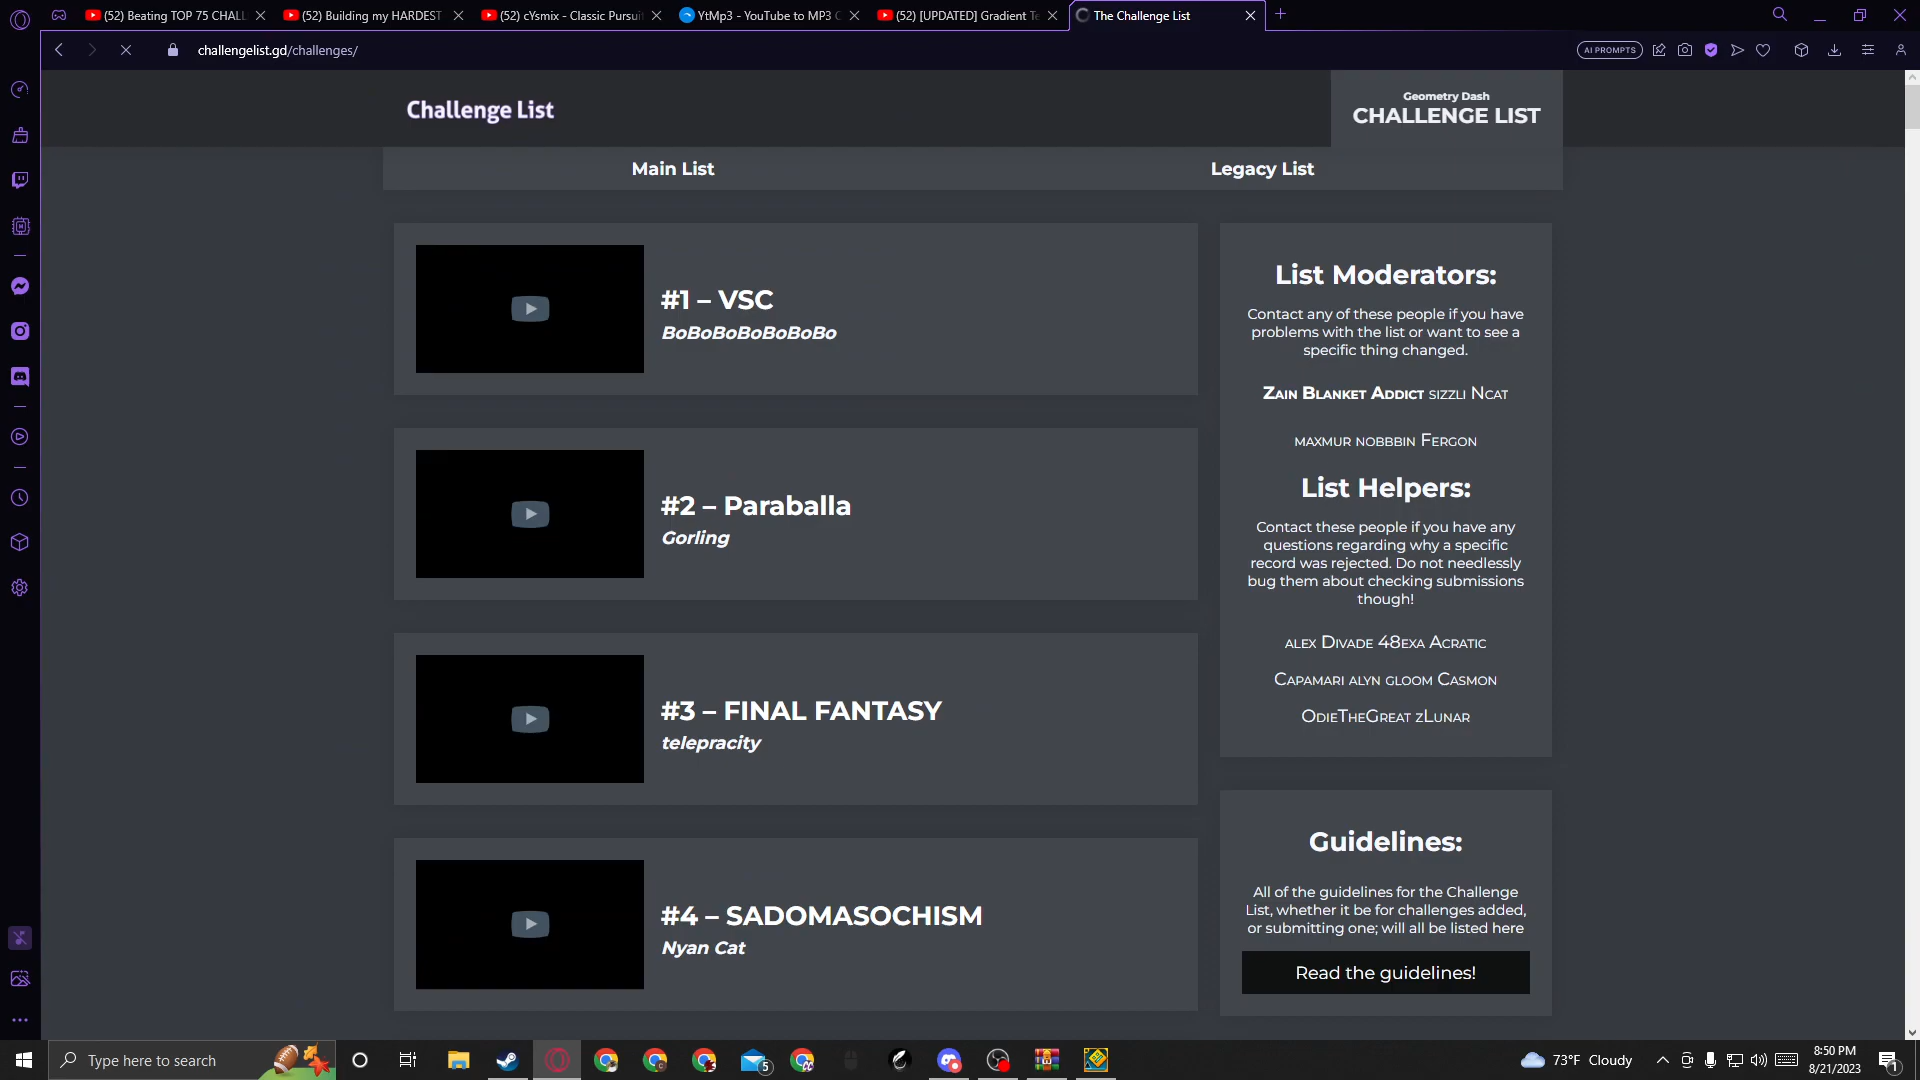 (52) Beating TOP 75 CHALL
(52) Building my HARDEST
(52) cYsmix - Classic Pursui
YtMp3 - YouTube to MP3 C
(52) [UPDATED] Gradient Te
The Challenge List
challengelist.gd/challenges/
AI PROMPTS
Challenge List
Geometry Dash
CHALLENGE LIST
Main List
Legacy List
#1 – VSC
BoBoBoBoBoBoBo
#2 – Paraballa
Gorling
#3 – FINAL FANTASY
telepracity
#4 – SADOMASOCHISM
Nyan Cat
List Moderators:
Contact any of these people if you have
problems with the list or want to see a
specific thing changed.
Zain Blanket Addict sizzli Ncat
maxmur nobbbin Fergon
List Helpers:
Contact these people if you have any
questions regarding why a specific
record was rejected. Do not needlessly
bug them about checking submissions
though!
alex Divade 48exa Acratic
Capamari alyn gloom Casmon
OdieTheGreat zLunar
Guidelines:
All of the guidelines for the Challenge
List, whether it be for challenges added,
or submitting one; will all be listed here
Read the guidelines!
Type here to search
5
73°F Cloudy
8:50 PM
8/21/2023
1